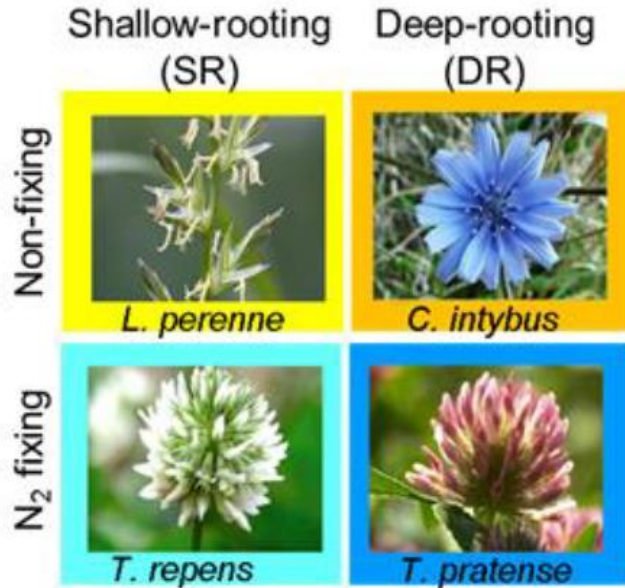 Shallow-rooting
(SR)
Deep-rooting
(DR)
Non-fixing
L. perenne
C. intybus
N₂ fixing
T. repens
T. pratense